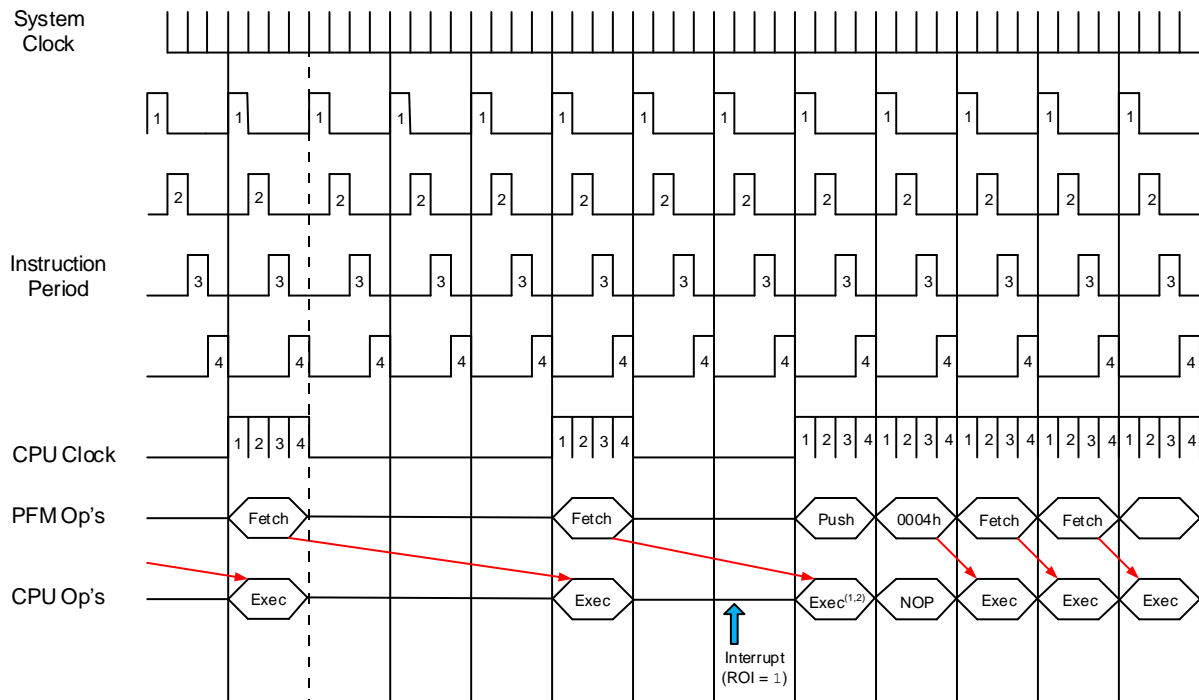 System
Clock
1 1 1 1 1 1 1 1 1 1 1 1 1
2 2 2 2 2 2 2 2 2 2 2 2 2
Instruction
Period
3 3 3 3 3 3 3 3 3 3 3 3 3
4 4 4 4 4 4 4 4 4 4 4 4 4
CPU Clock
1 2 3 4 1 2 3 4 1 2 3 4 1 2 3 4 1 2 3 4 1 2 3 4 1 2 3 4
PFM Op's Fetch Fetch Push 0004h Fetch Fetch
CPU Op's Exec Exec Exec(1,2) NOP Exec Exec Exec
Interrupt
(ROI = 1)